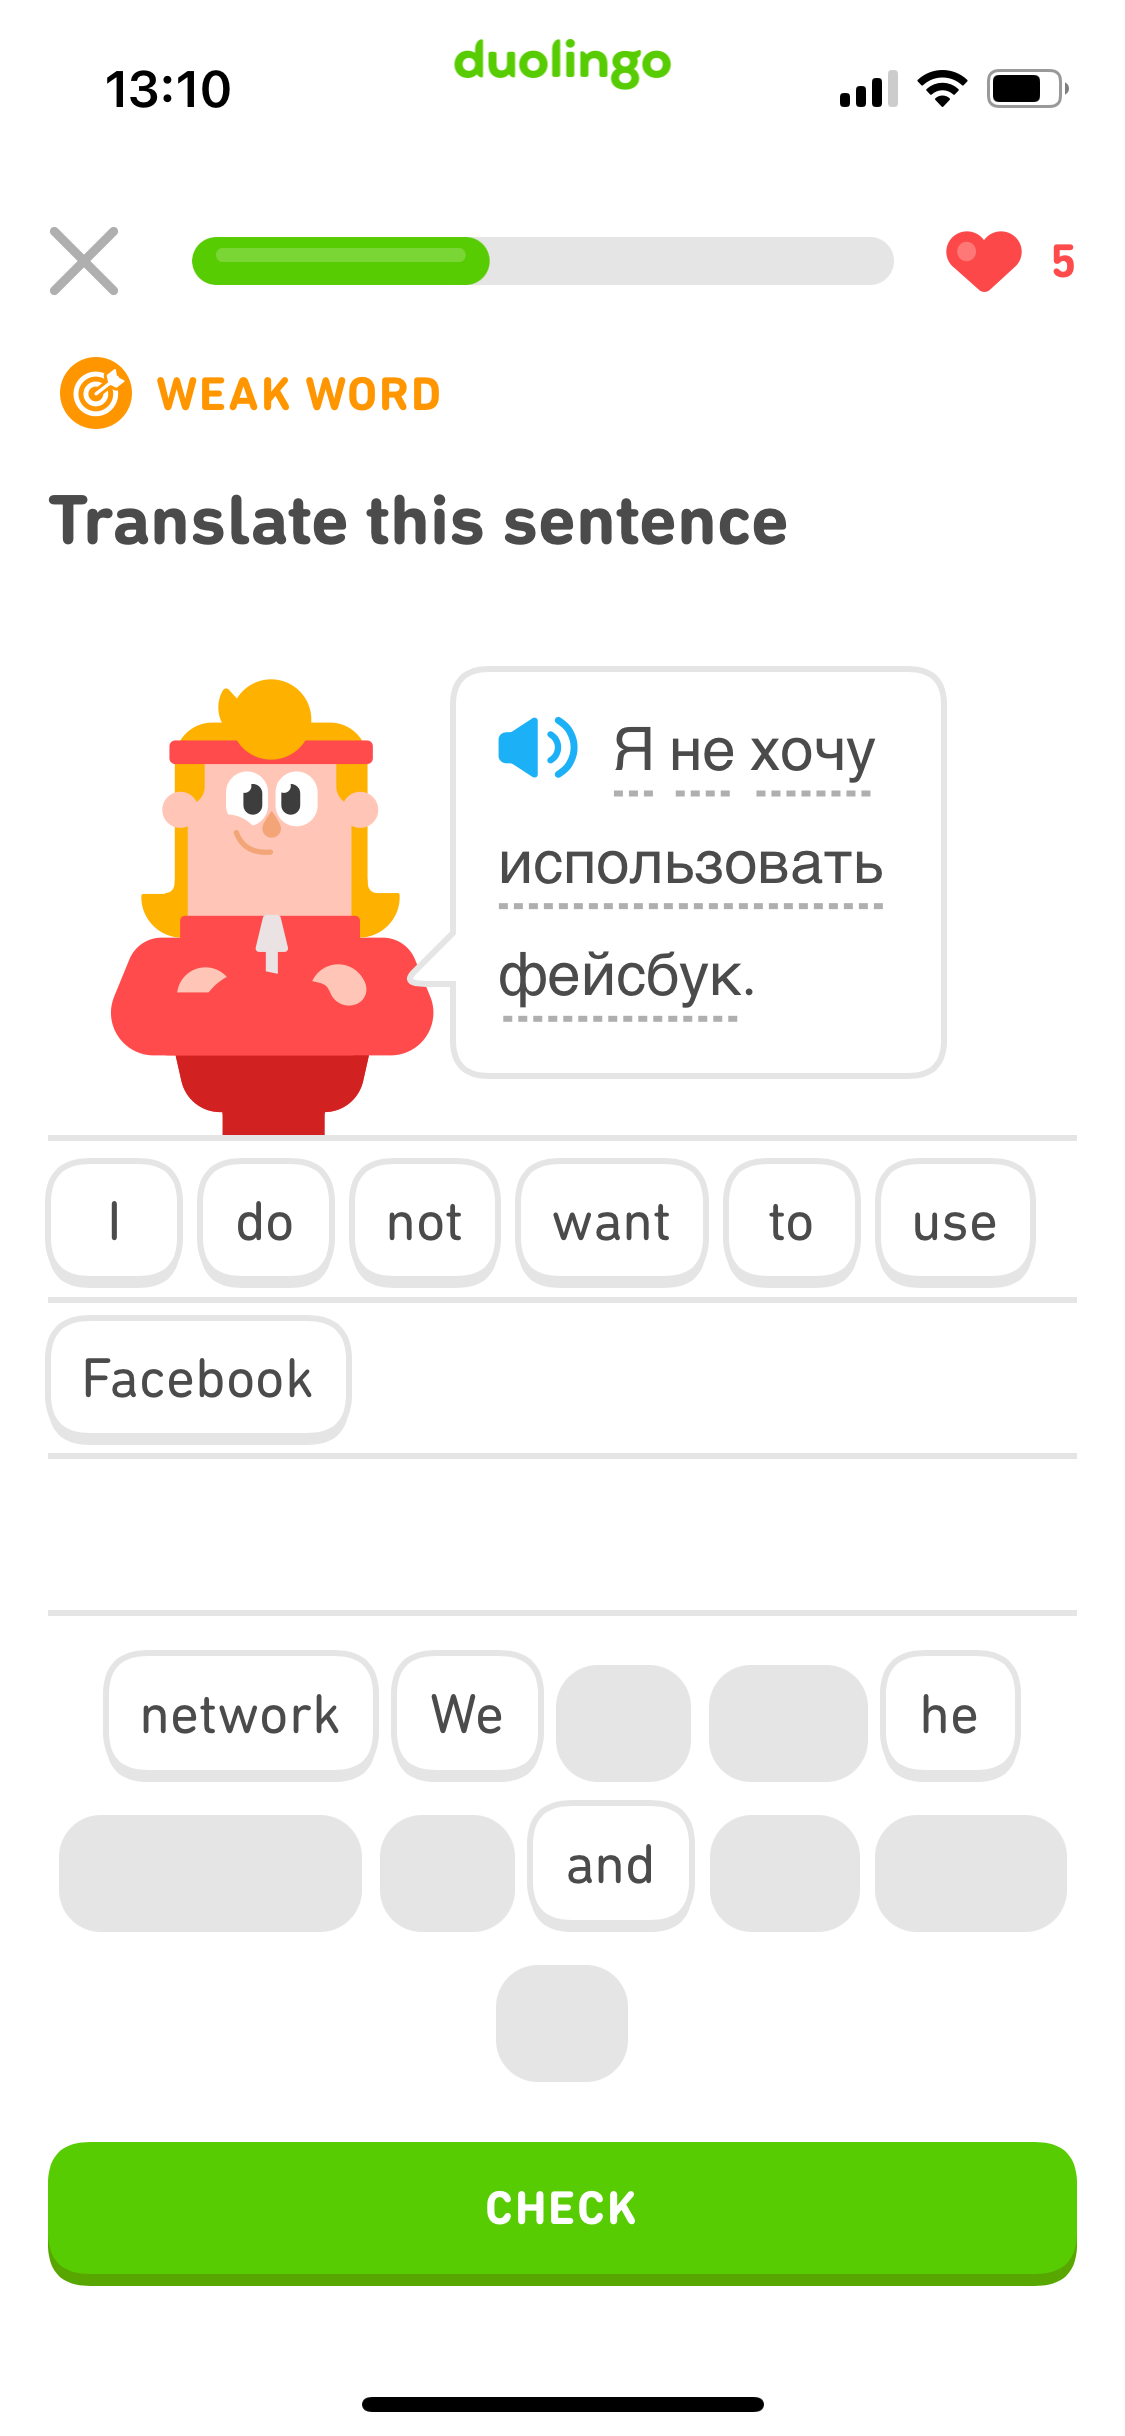 13:10
duolingo
5
WEAK WORD
Translate this sentence
Я не хочу
использовать
фейсбук.
I do not want to use
Facebook
network We he
and
CHECK